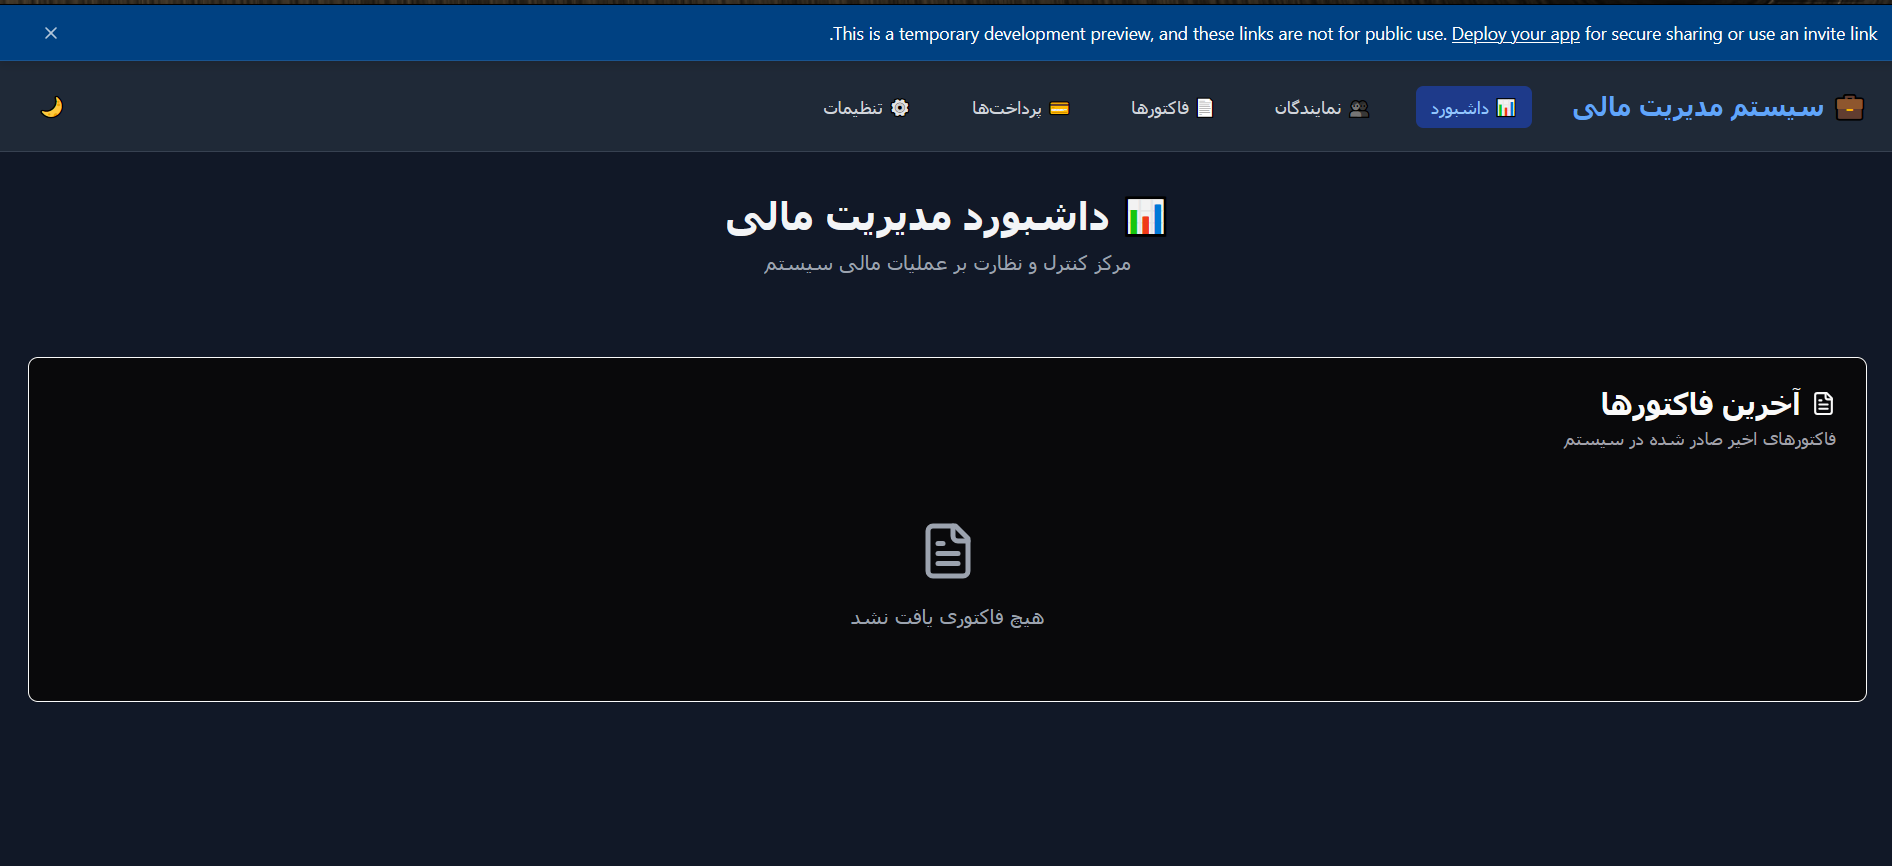 This is a temporary development preview, and these links are not for public use. Deploy your app for secure sharing or use an invite link.
سیستم مدیریت مالی
داشبورد
نمایندگان
فاکتورها
پرداخت‌ها
تنظیمات
داشبورد مدیریت مالی
مرکز کنترل و نظارت بر عملیات مالی سیستم
آخرین فاکتورها
فاکتورهای اخیر صادر شده در سیستم
هیچ فاکتوری یافت نشد